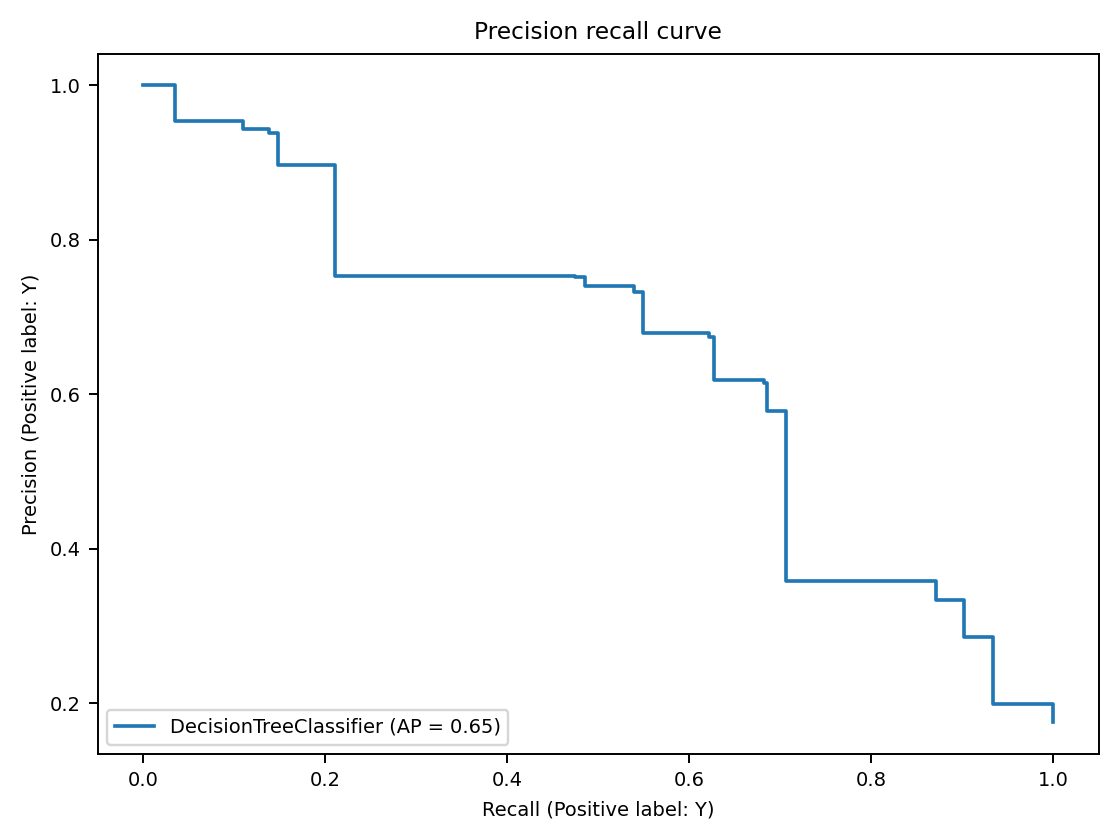 Precision recall curve
1.0
0.8
0.6
0.4
0.2
Precision (Positive label: Y)
DecisionTreeClassifier (AP = 0.65)
0.0
0.2
0.4
0.6
0.8
1.0
Recall (Positive label: Y)